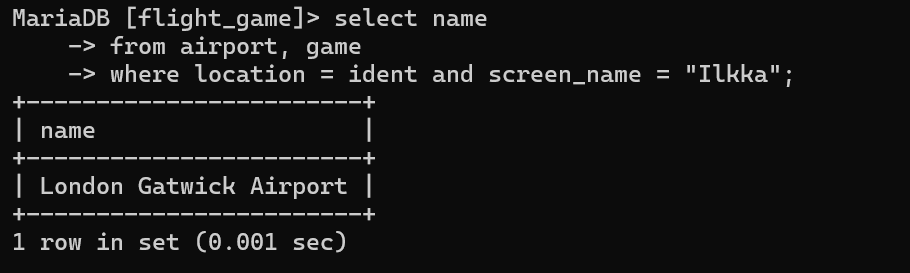 MariaDB [flight_game]> select name
    -> from airport, game
    -> where location = ident and screen_name = "Ilkka";
+------------------------+
| name                   |
+------------------------+
| London Gatwick Airport |
+------------------------+
1 row in set (0.001 sec)